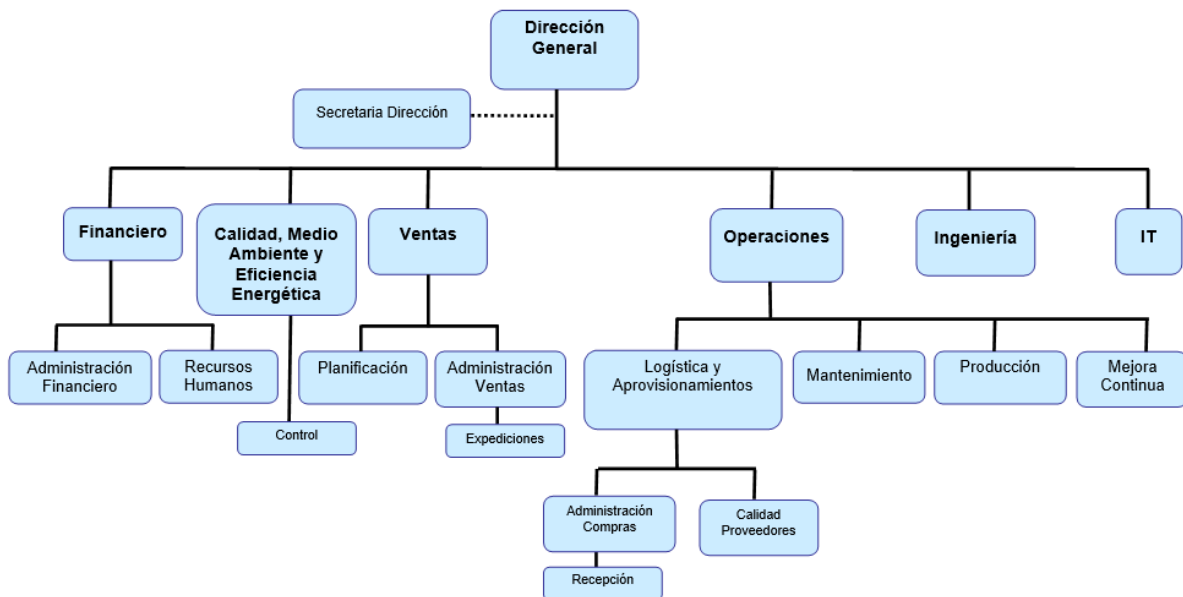 Dirección
General
Secretaria Dirección
Financiero
Calidad, Medio
Ambiente y
Eficiencia
Energética
Ventas
Operaciones
Ingeniería
IT
Administración
Financiero
Recursos
Humanos
Planificación
Administración
Ventas
Logística y
Aprovisionamientos
Mantenimiento
Producción
Mejora
Continua
Control
Expediciones
Administración
Compras
Calidad
Proveedores
Recepción